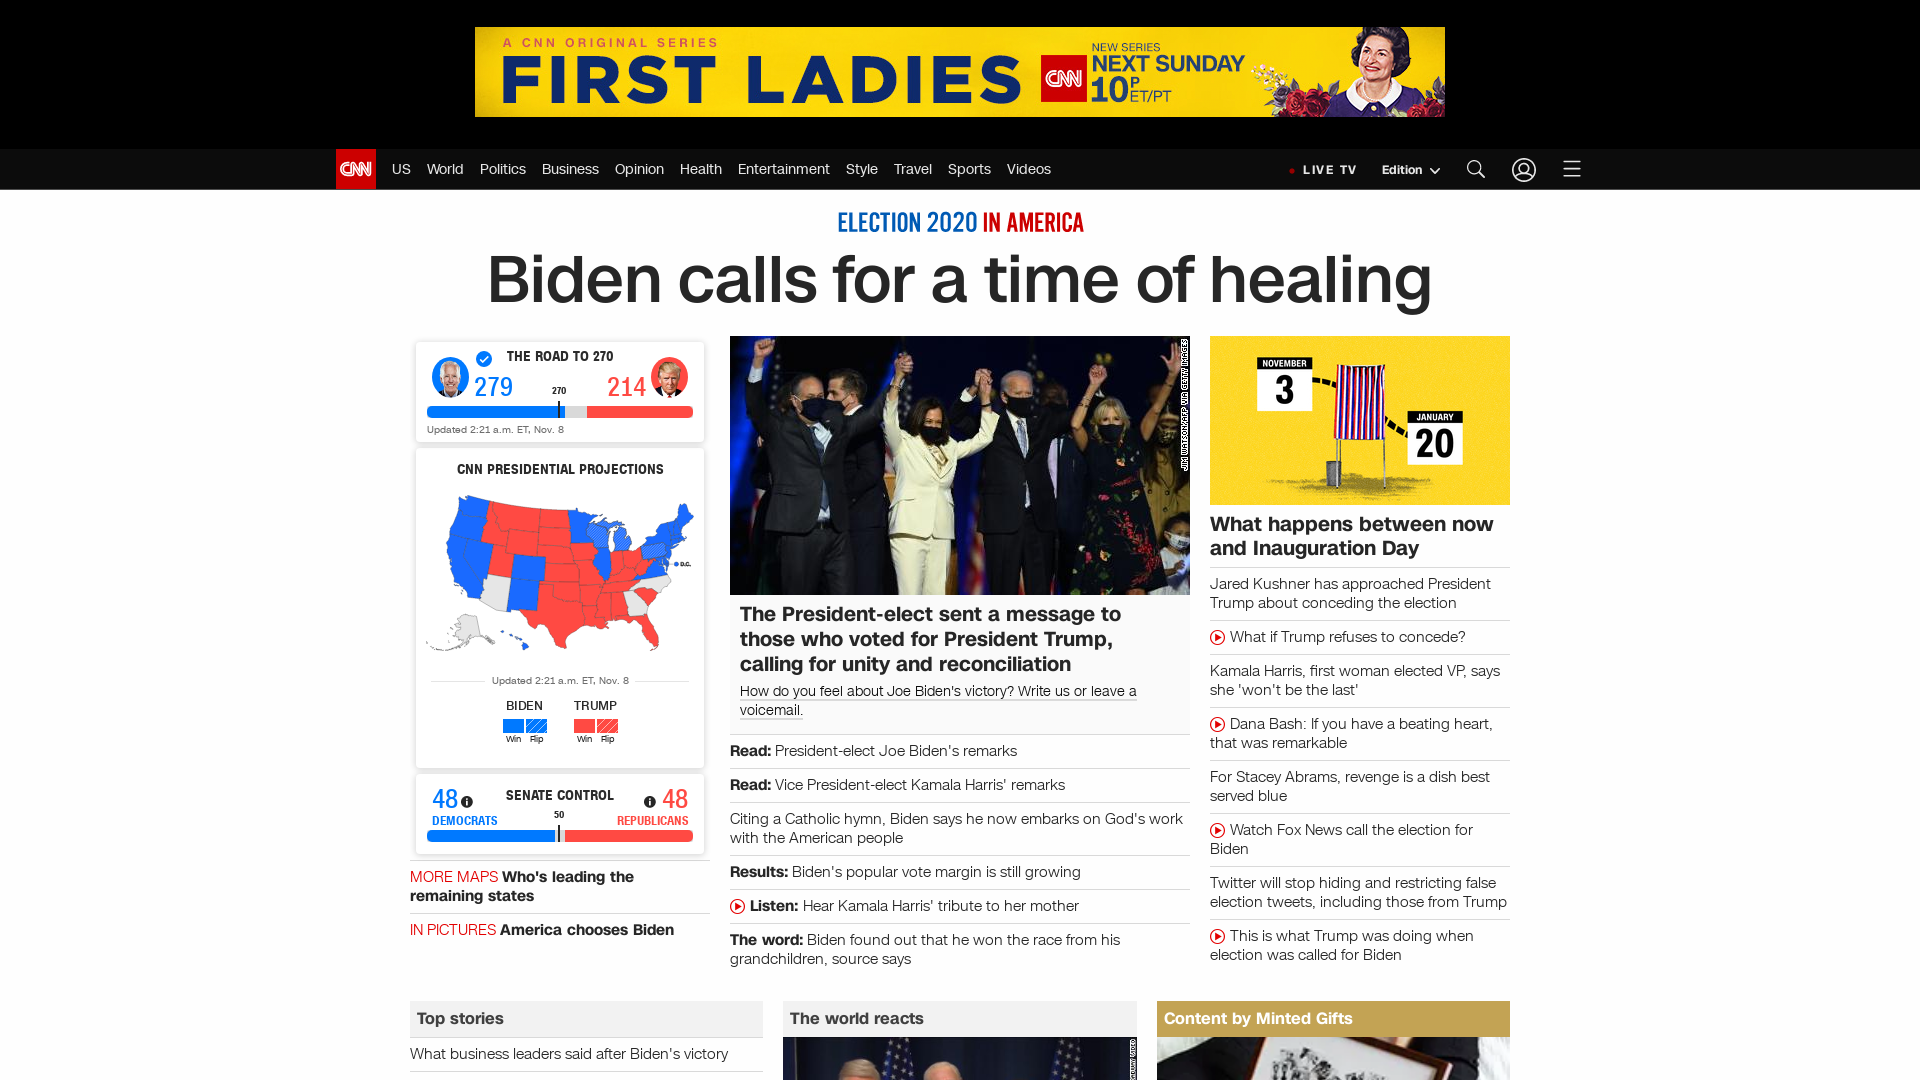 A CNN ORIGINAL SERIES
FIRST LADIES
CNN
NEW SERIES
NEXT SUNDAY
10P
ET/PT
CNN
US
World
Politics
Business
Opinion
Health
Entertainment
Style
Travel
Sports
Videos
LIVE TV
Edition
ELECTION 2020 IN AMERICA
Biden calls for a time of healing
THE ROAD TO 270
279
270
214
Updated 2:21 a.m. ET, Nov. 8
CNN PRESIDENTIAL PROJECTIONS
D.C.
Updated 2:21 a.m. ET, Nov. 8
BIDEN
TRUMP
Win
Flip
Win
Flip
48
SENATE CONTROL
48
DEMOCRATS
50
REPUBLICANS
MORE MAPS Who's leading the
remaining states
IN PICTURES America chooses Biden
JIM WATSON/AFP VIA GETTY IMAGES
The President-elect sent a message to
those who voted for President Trump,
calling for unity and reconciliation
How do you feel about Joe Biden's victory? Write us or leave a
voicemail.
Read: President-elect Joe Biden's remarks
Read: Vice President-elect Kamala Harris' remarks
Citing a Catholic hymn, Biden says he now embarks on God's work
with the American people
Results: Biden's popular vote margin is still growing
Listen: Hear Kamala Harris' tribute to her mother
The word: Biden found out that he won the race from his
grandchildren, source says
NOVEMBER
3
JANUARY
20
What happens between now
and Inauguration Day
Jared Kushner has approached President
Trump about conceding the election
What if Trump refuses to concede?
Kamala Harris, first woman elected VP, says
she 'won't be the last'
Dana Bash: If you have a beating heart,
that was remarkable
For Stacey Abrams, revenge is a dish best
served blue
Watch Fox News call the election for
Biden
Twitter will stop hiding and restricting false
election tweets, including those from Trump
This is what Trump was doing when
election was called for Biden
Top stories
What business leaders said after Biden's victory
The world reacts
Content by Minted Gifts